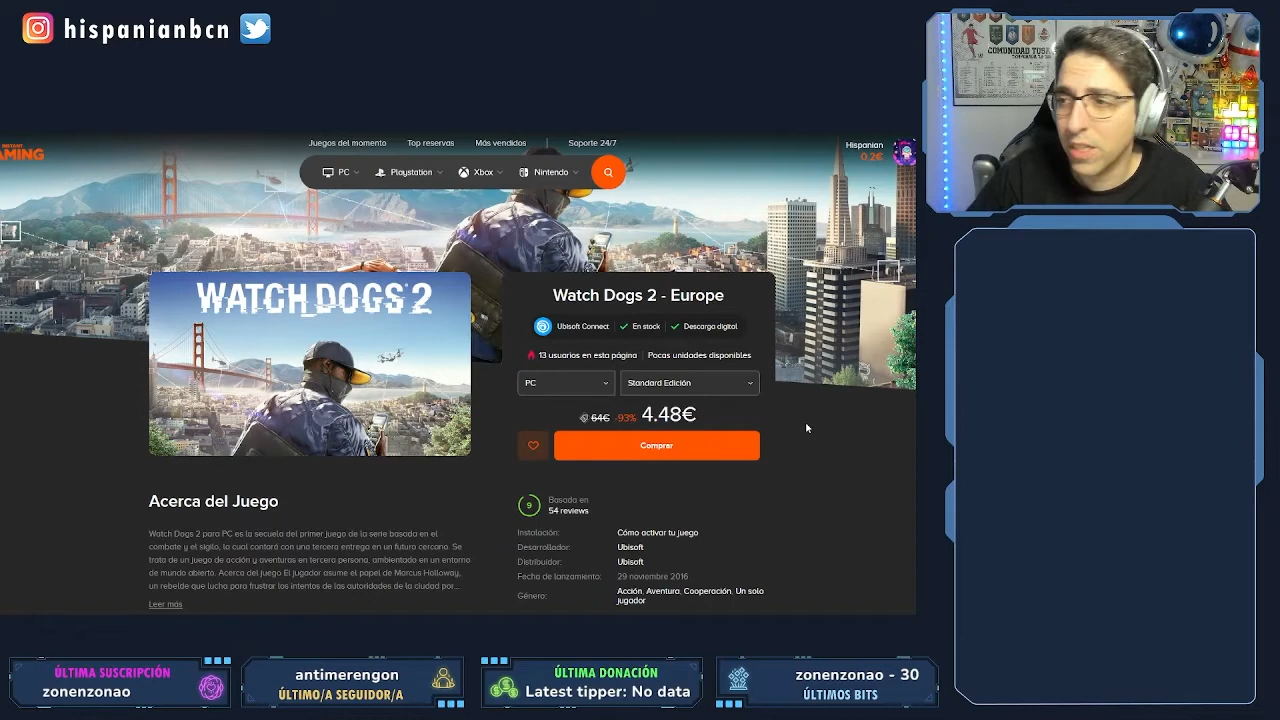 hispanianbcn
COMUNIDAD TUSA
INSTANT
AMING
Juegos del momento
Top reservas
Más vendidos
Soporte 24/7
Hispanian
0.2€
PC
Playstation
Xbox
Nintendo
WATCH DOGS 2
Watch Dogs 2 - Europe
Ubisoft Connect
En stock
Descarga digital
13 usuarios en esta página
Pocas unidades disponibles
PC
Standard Edición
64€ -93% 4.48€
Comprar
Acerca del Juego
Watch Dogs 2 para PC es la secuela del primer juego de la serie basada en el
combate y el sigilo, la cual contará con una tercera entrega en un futuro cercano. Se
trata de un juego de acción y aventuras en tercera persona, ambientado en un entorno
de mundo abierto. Acerca del juego El jugador asume el papel de Marcus Holloway,
un rebelde que lucha para frustrar los intentos de las autoridades de la ciudad por...
Leer más
9
Basada en
54 reviews
Instalación: Cómo activar tu juego
Desarrollador: Ubisoft
Distribuidor: Ubisoft
Fecha de lanzamiento: 29 noviembre 2016
Género: Acción, Aventura, Cooperación, Un solo
jugador
ÚLTIMA SUSCRIPCIÓN
zonenzonao
antimerengon
ÚLTIMO/A SEGUIDOR/A
ÚLTIMA DONACIÓN
Latest tipper: No data
zonenzonao - 30
ÚLTIMOS BITS